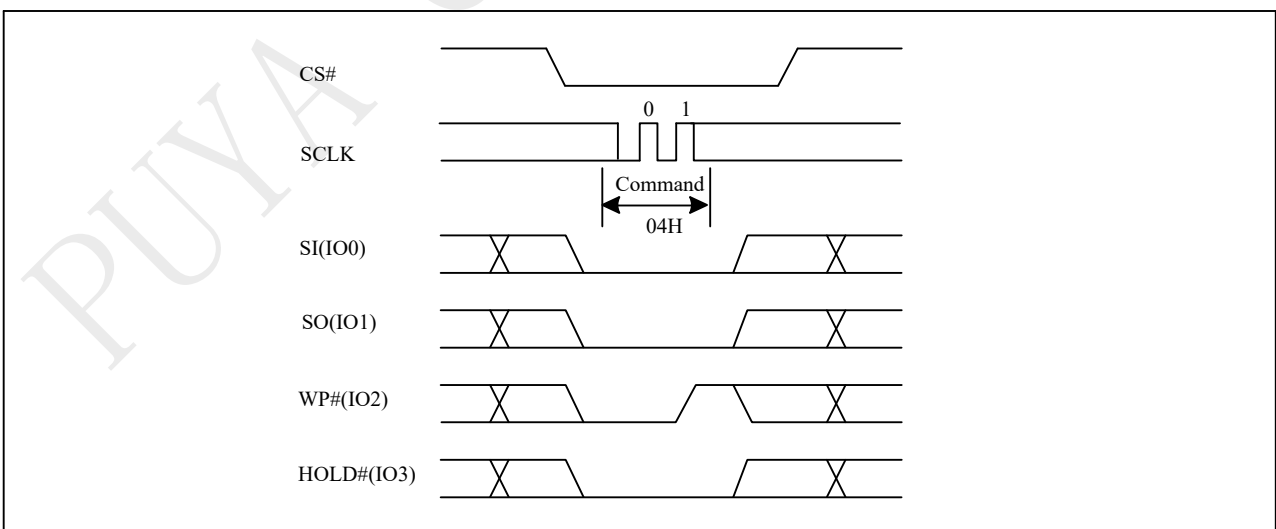 PUYA
CS#
0 1
SCLK
Command
04H
SI(IO0)
SO(IO1)
WP#(IO2)
HOLD#(IO3)